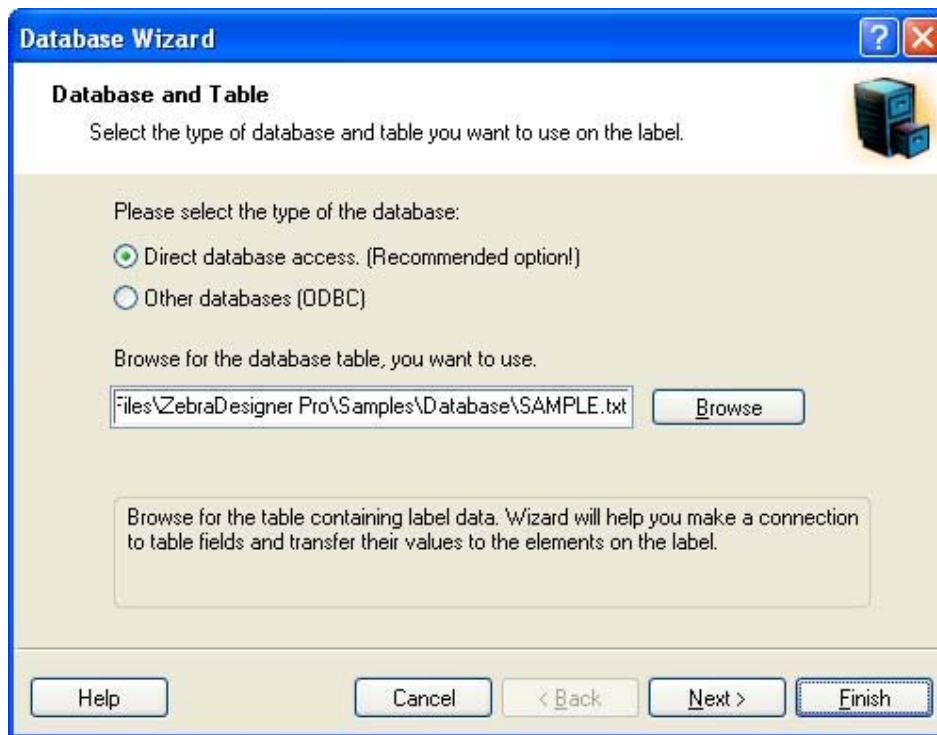 Database Wizard
?
Database and Table
Select the type of database and table you want to use on the label.
Please select the type of the database:
Direct database access. (Recommended option!)
Other databases (ODBC)
Browse for the database table, you want to use.
Files\ZebraDesigner Pro\Samples\Database\SAMPLE.txt
Browse
Browse for the table containing label data. Wizard will help you make a connection
to table fields and transfer their values to the elements on the label.
Help
Cancel
< Back
Next >
Finish